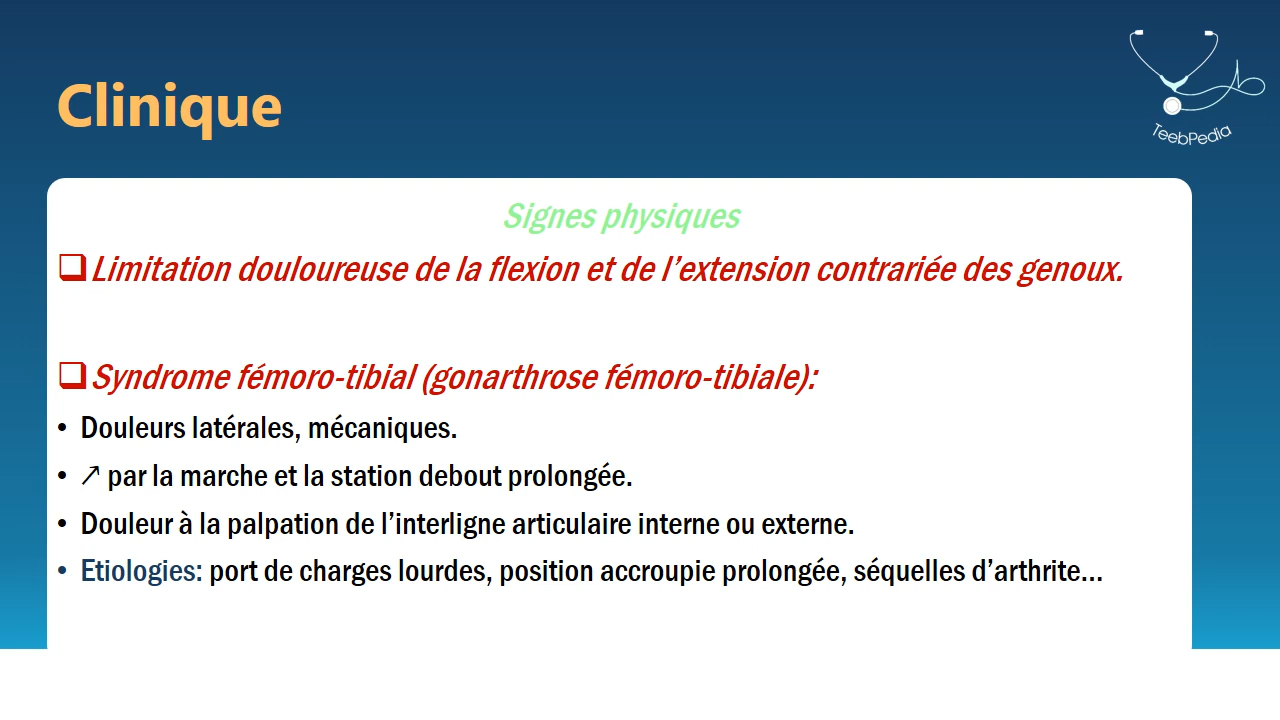 Clinique
TeebPedia
Signes physiques
❑Limitation douloureuse de la flexion et de l’extension contrariée des genoux.
❑Syndrome fémoro-tibial (gonarthrose fémoro-tibiale):
• Douleurs latérales, mécaniques.
• ↗ par la marche et la station debout prolongée.
• Douleur à la palpation de l’interligne articulaire interne ou externe.
• Etiologies: port de charges lourdes, position accroupie prolongée, séquelles d’arthrite...